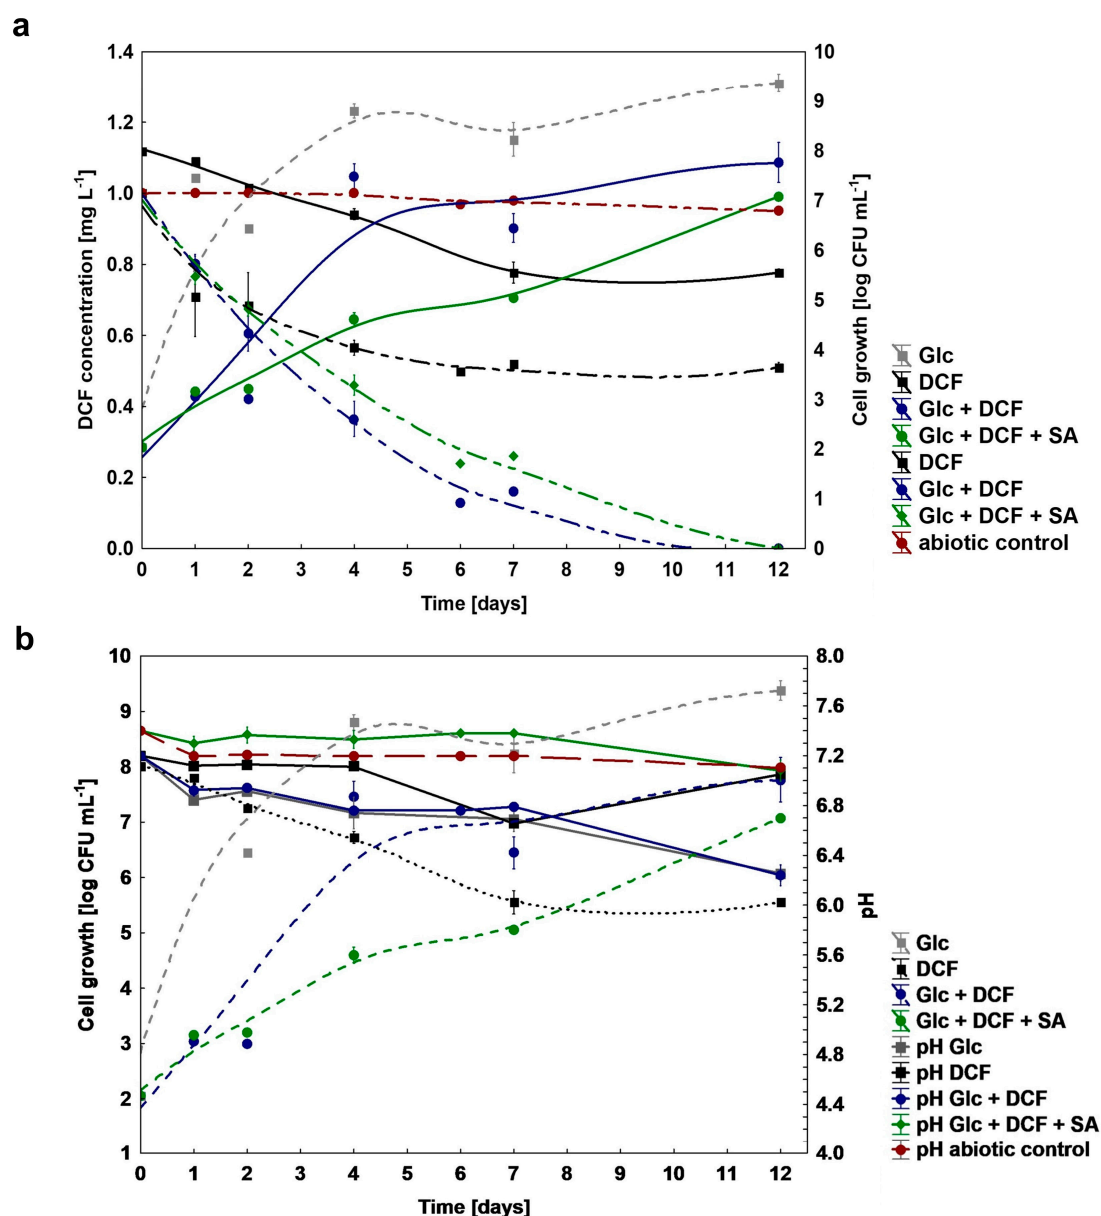 a
1.4
1.2
1.0
0.8
0.6
0.4
0.2
0.0
DCF concentration [mg L-1]
10
9
8
7
6
5
4
3
2
1
0
Cell growth [log CFU mL-1]
0 1 2 3 4 5 6 7 8 9 10 11 12
Time [days]
Glc
DCF
Glc + DCF
Glc + DCF + SA
DCF
Glc + DCF
Glc + DCF + SA
abiotic control
b
10
9
8
7
6
5
4
3
2
1
Cell growth [log CFU mL-1]
8.0
7.6
7.2
6.8
6.4
6.0
5.6
5.2
4.8
4.4
4.0
pH
0 1 2 3 4 5 6 7 8 9 10 11 12
Time [days]
Glc
DCF
Glc + DCF
Glc + DCF + SA
pH Glc
pH DCF
pH Glc + DCF
pH Glc + DCF + SA
pH abiotic control